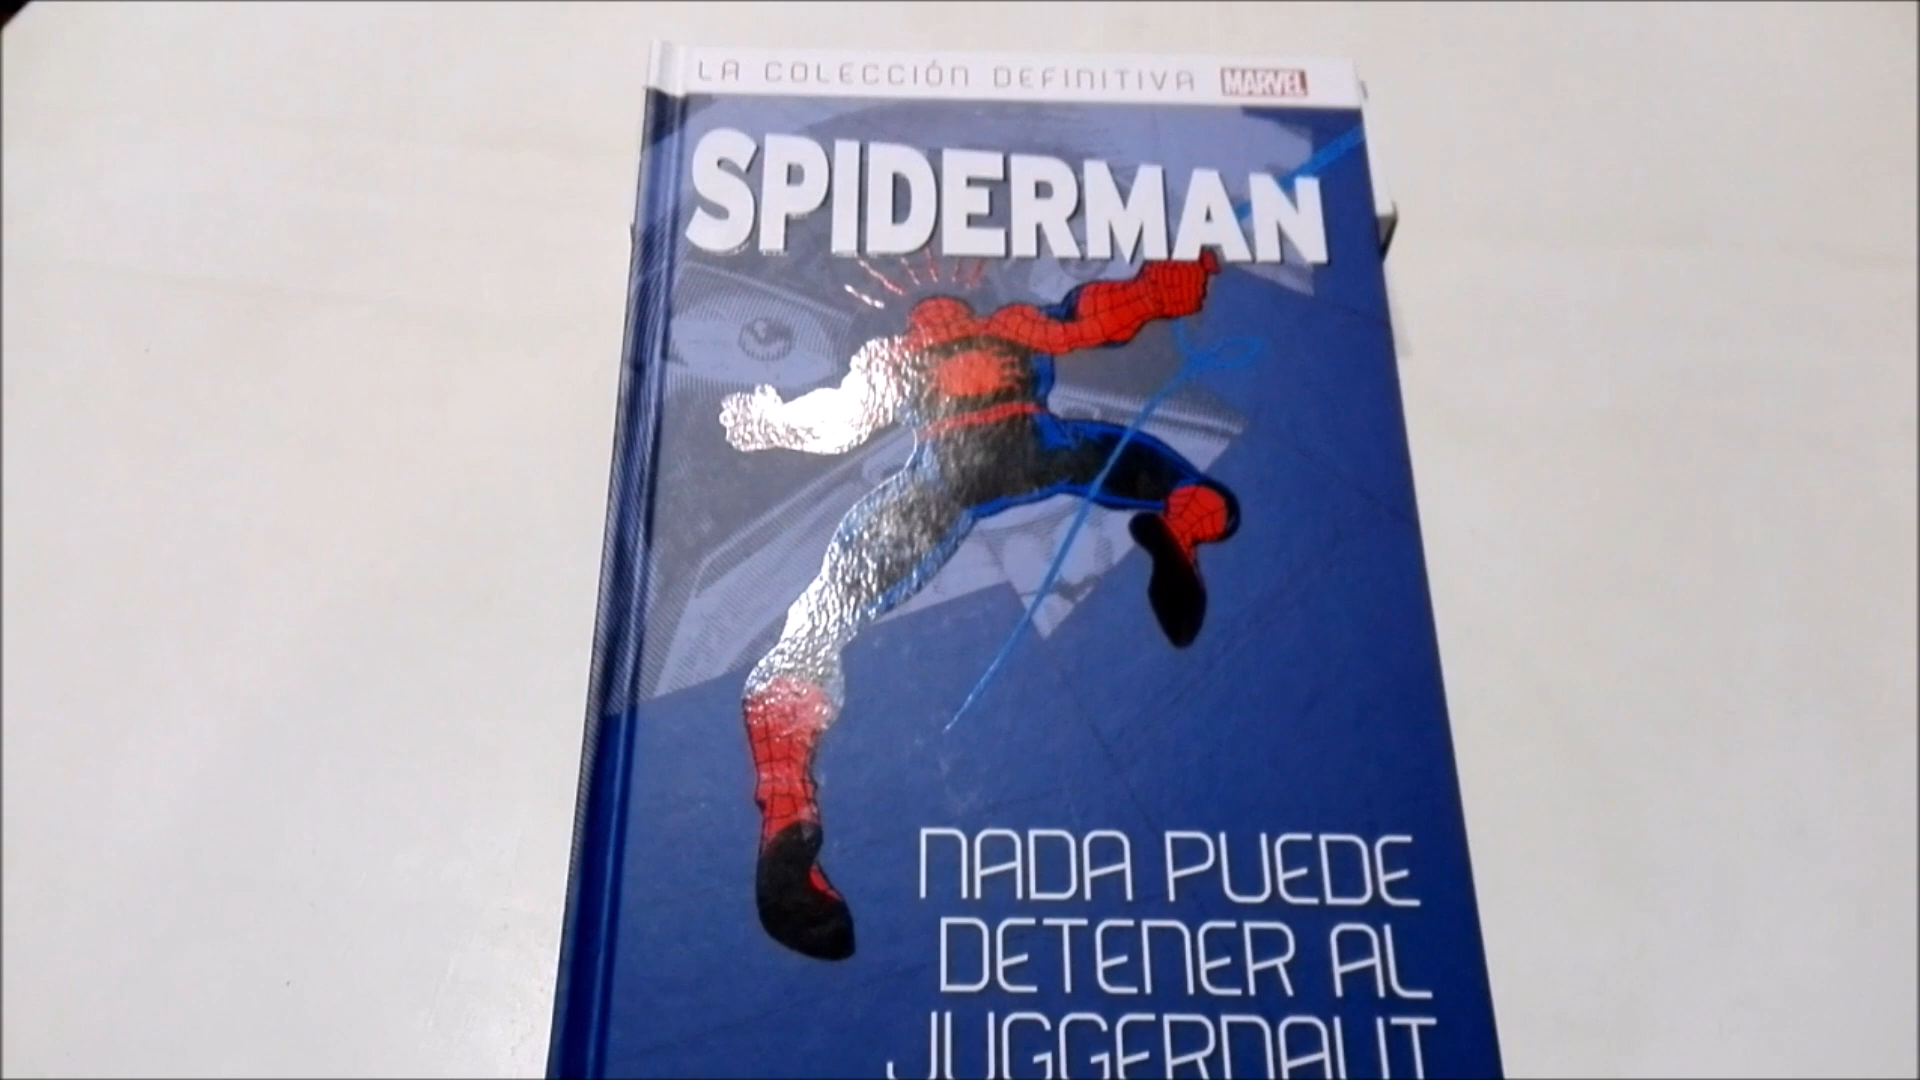 LA COLECCIÓN DEFINITIVA MARVEL
SPIDERMAN
NADA PUEDE
DETENER AL
JUGGERNAUT